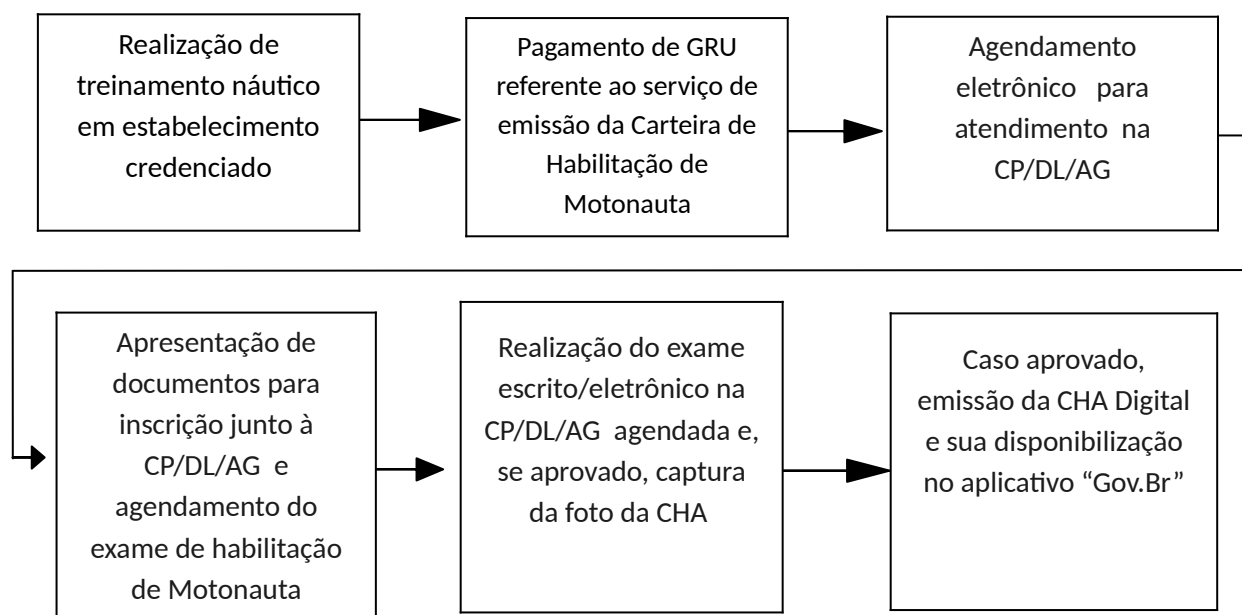 Realização de
treinamento náutico
em estabelecimento
credenciado
Pagamento de GRU
referente ao serviço de
emissão da Carteira de
Habilitação de
Motonauta
Agendamento
eletrônico para
atendimento na
CP/DL/AG
Apresentação de
documentos para
inscrição junto à
CP/DL/AG e
agendamento do
exame de habilitação
de Motonauta
Realização do exame
escrito/eletrônico na
CP/DL/AG agendada e,
se aprovado, captura
da foto da CHA
Caso aprovado,
emissão da CHA Digital
e sua disponibilização
no aplicativo “Gov.Br”